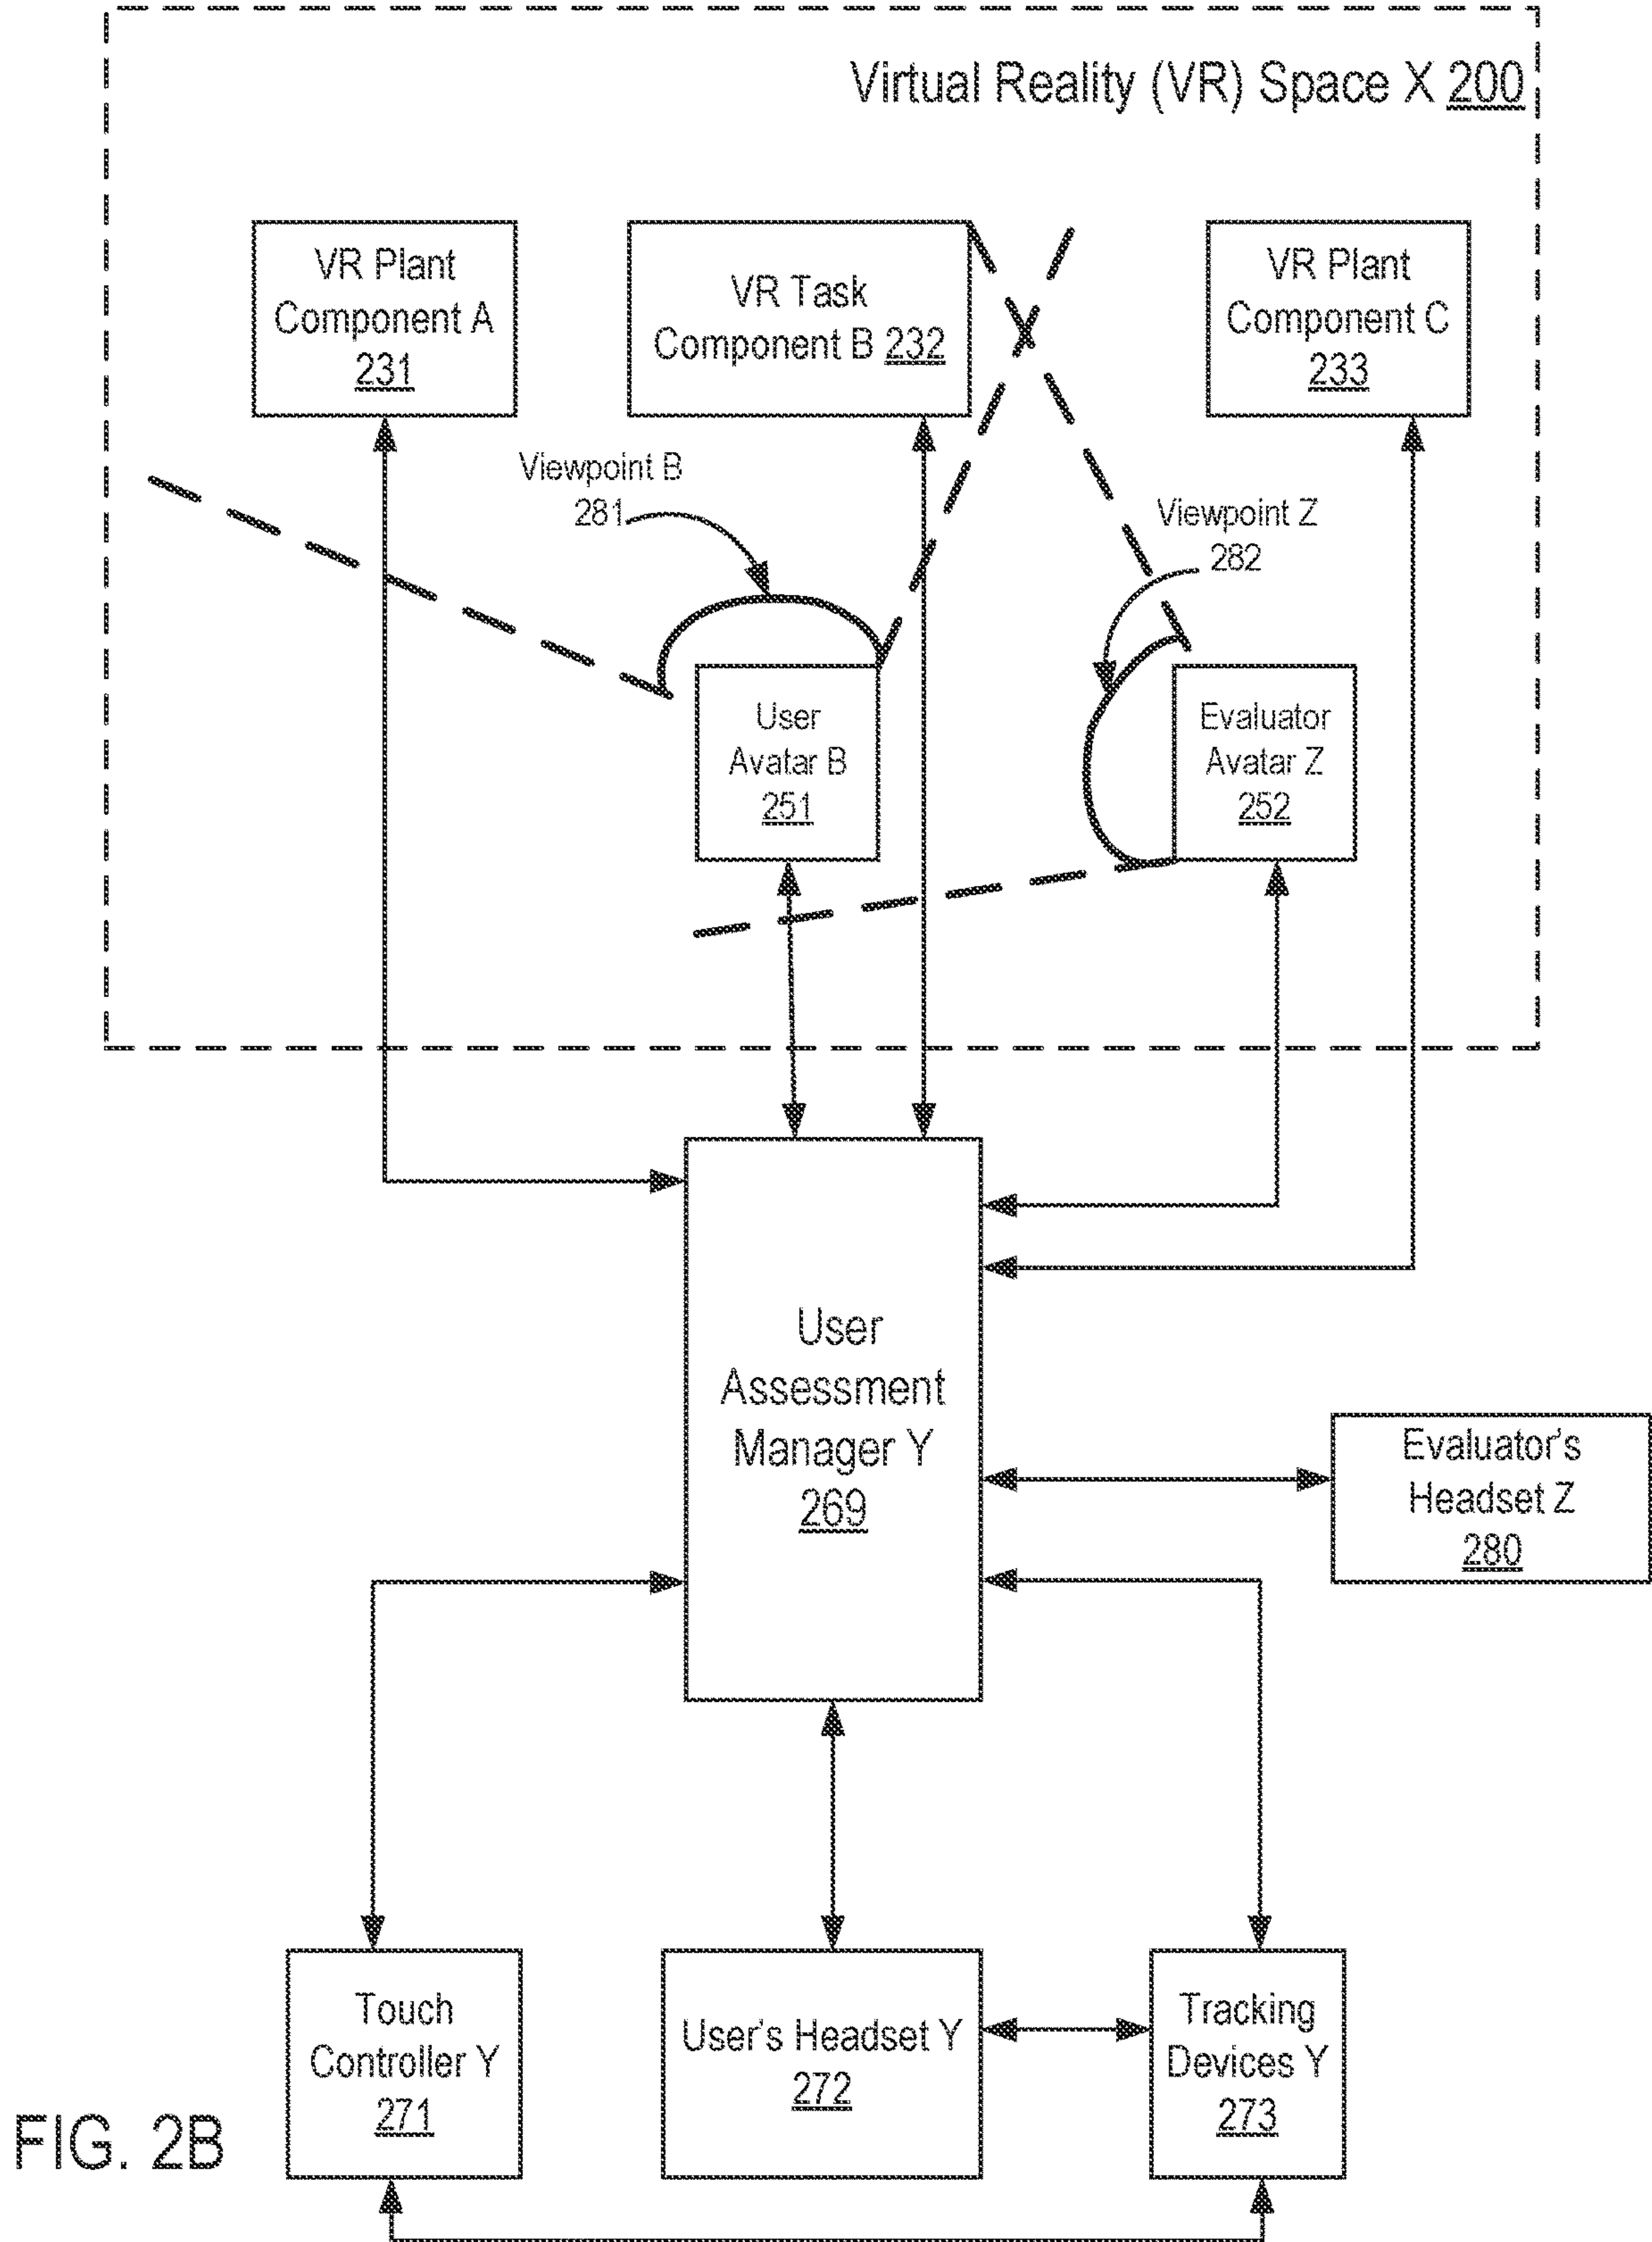 Virtual Reality (VR) Space X 200
VR Plant
Component A
231
VR Task
Component B 232
VR Plant
Component C
233
Viewpoint B
281
Viewpoint Z
282
User
Avatar B
251
Evaluator
Avatar Z
252
User
Assessment
Manager Y
269
Evaluator's
Headset Z
280
Touch
Controller Y
271
User's Headset Y
272
Tracking
Devices Y
273
FIG. 2B